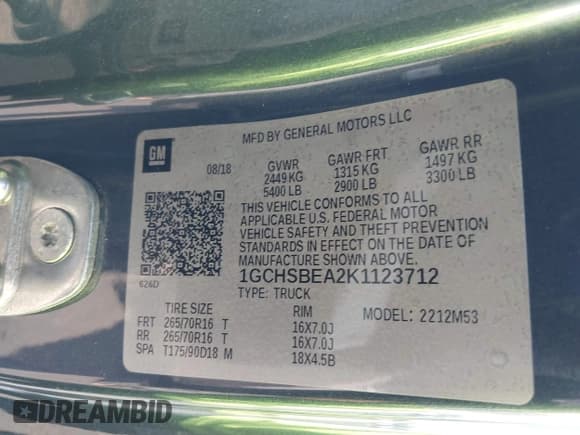 MFD BY GENERAL MOTORS LLC
GM
08/18 GVWR GAWR FRT GAWR RR
2449 KG 1315 KG 1497 KG
5400 LB 2900 LB 3300 LB
THIS VEHICLE CONFORMS TO ALL
APPLICABLE U.S. FEDERAL MOTOR
VEHICLE SAFETY AND THEFT PREVENTION
STANDARDS IN EFFECT ON THE DATE OF
MANUFACTURE SHOWN ABOVE.
1GCHSBEA2K1123712
626D
TYPE: TRUCK
TIRE SIZE RIM MODEL: 2212M53
FRT 265/70R16 T 16X7.0J
RR 265/70R16 T 16X7.0J
SPA T175/90D18 M 18X4.5B
DREAMBID